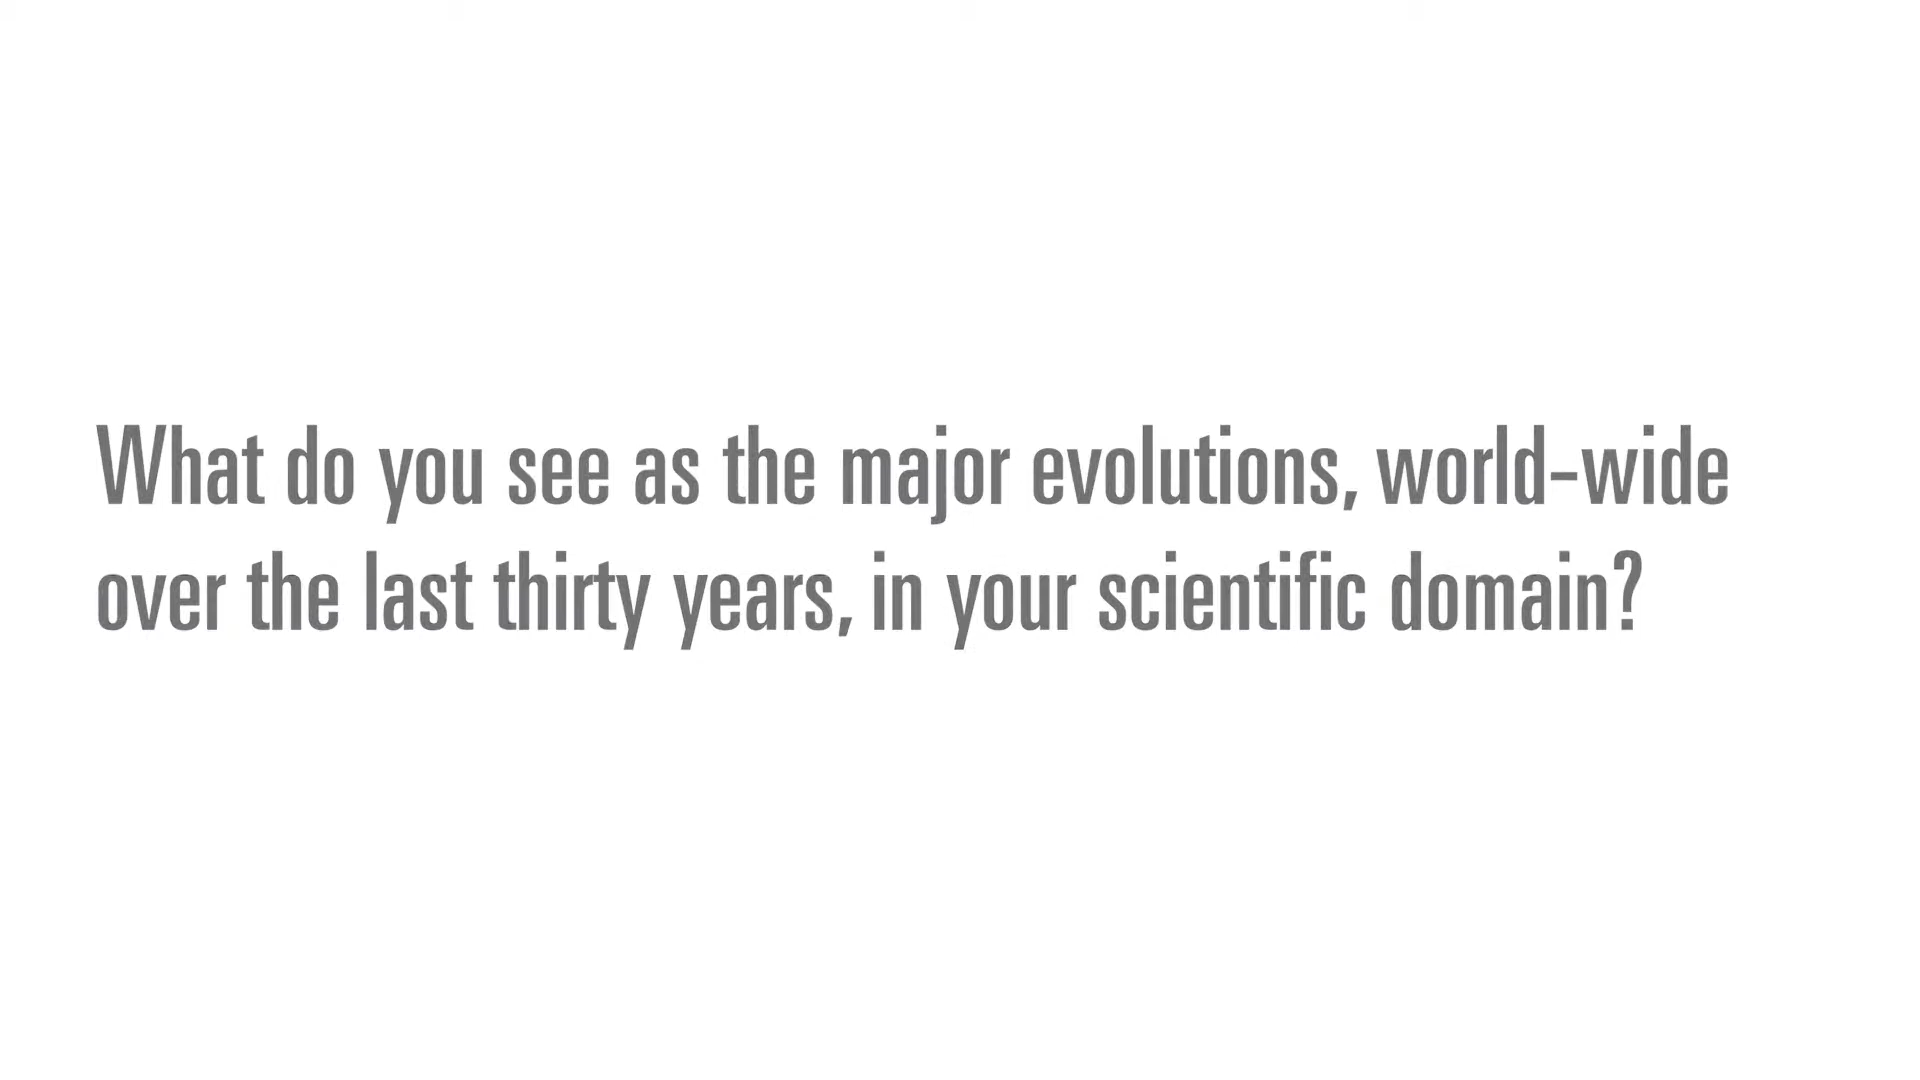 What do you see as the major evolutions, world-wide
over the last thirty years, in your scientific domain?